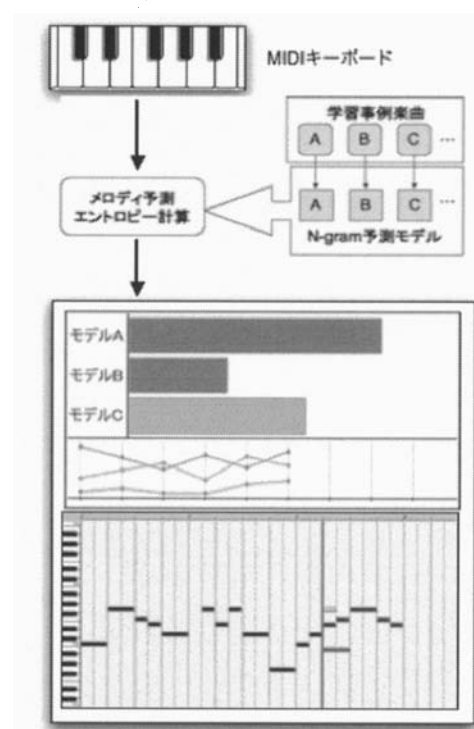 MIDIキーボード
学習事例楽曲
A B C …
メロディ予測
エントロピー計算
A B C …
N-gram予測モデル
モデルA
モデルB
モデルC